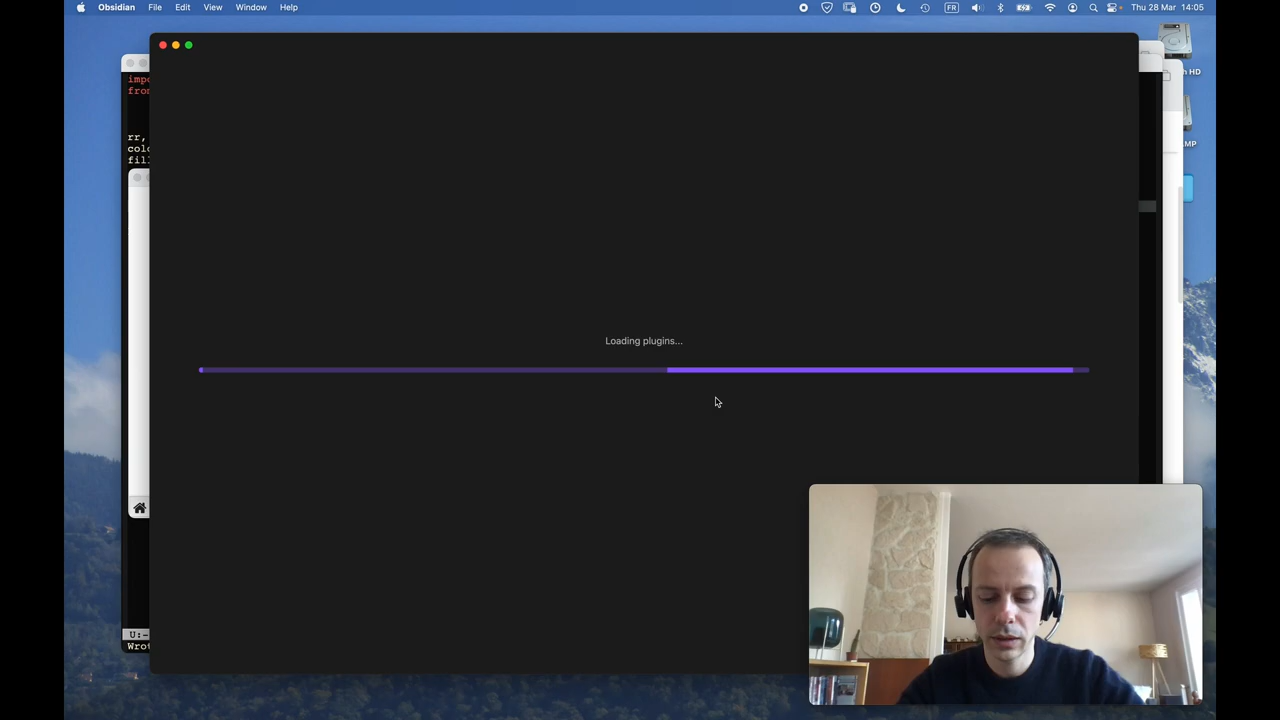 Obsidian File Edit View Window Help FR Thu 28 Mar 14:05
h HD
impo
from
AMP
rr,
colo
fill
Loading plugins...
U:-
Wrot